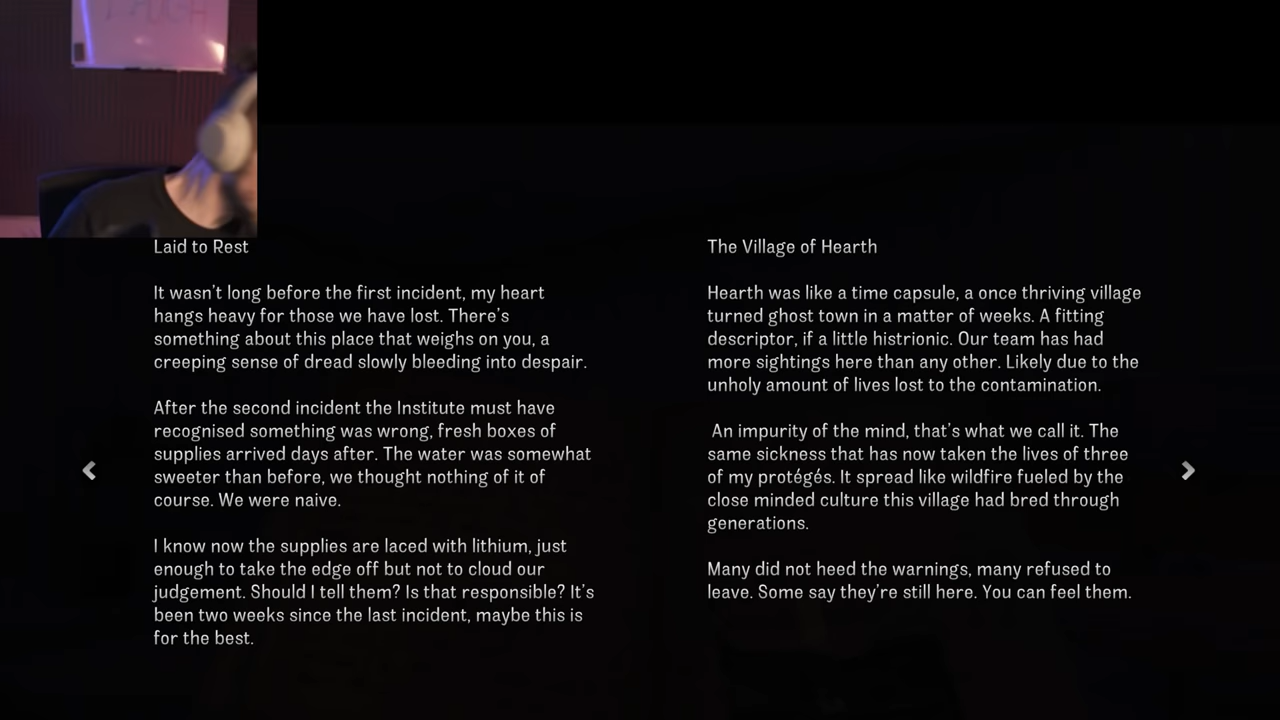 LAUGH
Laid to Rest
It wasn't long before the first incident, my heart
hangs heavy for those we have lost. There's
something about this place that weighs on you, a
creeping sense of dread slowly bleeding into despair.
After the second incident the Institute must have
recognised something was wrong, fresh boxes of
supplies arrived days after. The water was somewhat
sweeter than before, we thought nothing of it of
course. We were naive.
I know now the supplies are laced with lithium, just
enough to take the edge off but not to cloud our
judgement. Should I tell them? Is that responsible? It's
been two weeks since the last incident, maybe this is
for the best.
The Village of Hearth
Hearth was like a time capsule, a once thriving village
turned ghost town in a matter of weeks. A fitting
descriptor, if a little histrionic. Our team has had
more sightings here than any other. Likely due to the
unholy amount of lives lost to the contamination.
An impurity of the mind, that's what we call it. The
same sickness that has now taken the lives of three
of my protégés. It spread like wildfire fueled by the
close minded culture this village had bred through
generations.
Many did not heed the warnings, many refused to
leave. Some say they're still here. You can feel them.